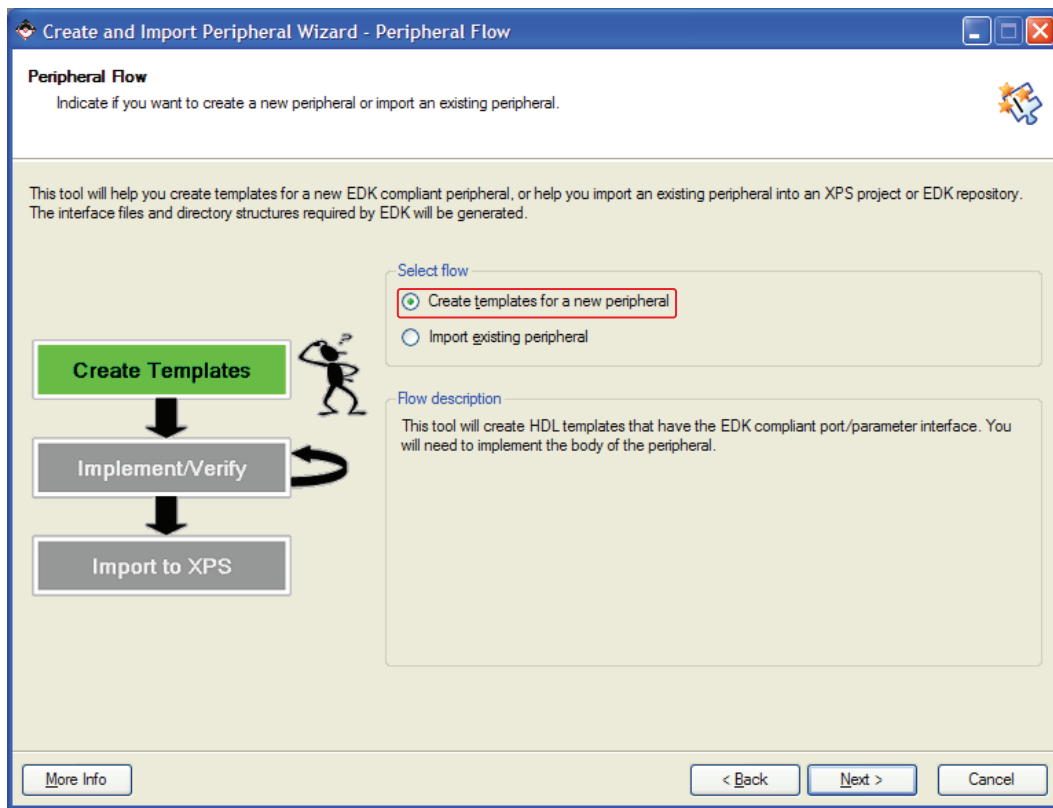 Create and Import Peripheral Wizard - Peripheral Flow
Peripheral Flow
Indicate if you want to create a new peripheral or import an existing peripheral.
This tool will help you create templates for a new EDK compliant peripheral, or help you import an existing peripheral into an XPS project or EDK repository.
The interface files and directory structures required by EDK will be generated.
Select flow
Create templates for a new peripheral
Import existing peripheral
Create Templates
Implement/Verify
Import to XPS
Flow description
This tool will create HDL templates that have the EDK compliant port/parameter interface. You
will need to implement the body of the peripheral.
More Info
< Back
Next >
Cancel